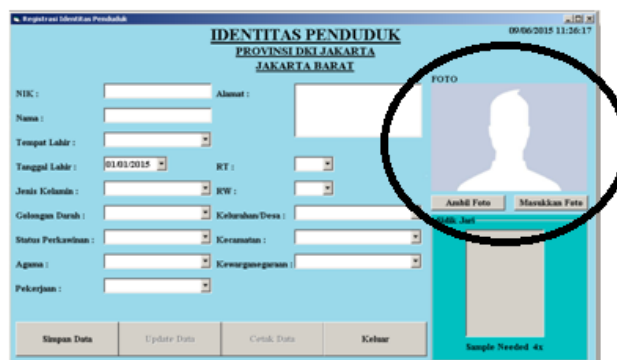 Registrasi Identitas Penduduk
IDENTITAS PENDUDUK
09/06/2015 11:26:17
PROVINSI DKI JAKARTA
JAKARTA BARAT
FOTO
NIK :
Alamat :
Nama :
Tempat Lahir :
Tanggal Lahir :
01/01/2015
RT :
Jenis Kelamin :
RW :
Ambil Foto
Masukkan Foto
Golongan Darah :
Kelurahan/Desa :
Jari
Status Perkawinan :
Kecamatan :
Agama :
Kewarganegaraan :
Pekerjaan :
Simpan Data
Update Data
Cetak Data
Keluar
Sample Needed 4x